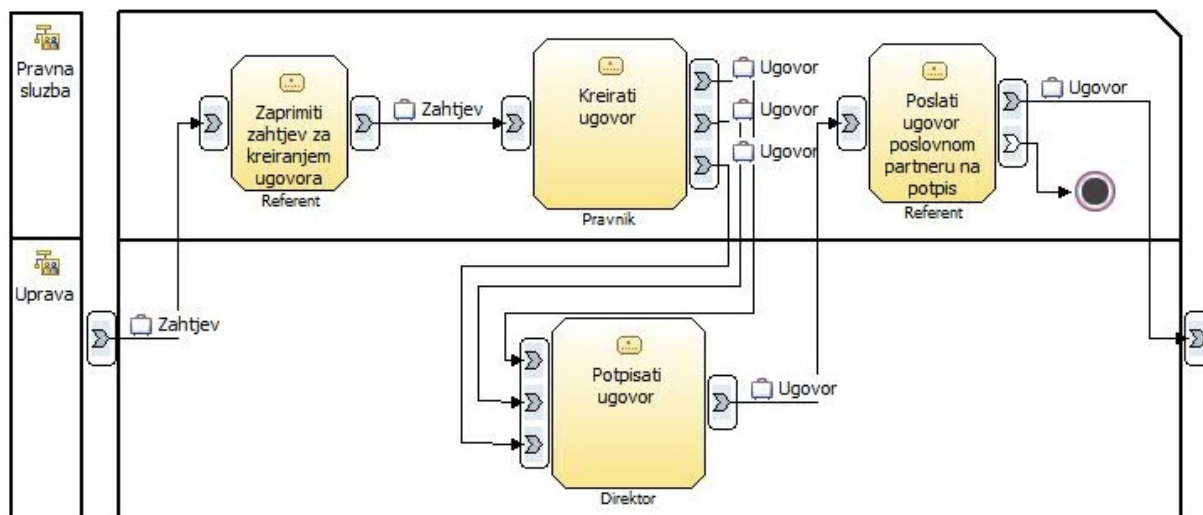 Pravna
sluzba
Zaprimiti
zahtjev za
kreiranjem
ugovora
Referent
Zahtjev
Kreirati
ugovor
Pravnik
Ugovor
Ugovor
Ugovor
Poslati
ugovor
poslovnom
partneru na
potpis
Referent
Ugovor
Uprava
Zahtjev
Potpisati
ugovor
Direktor
Ugovor